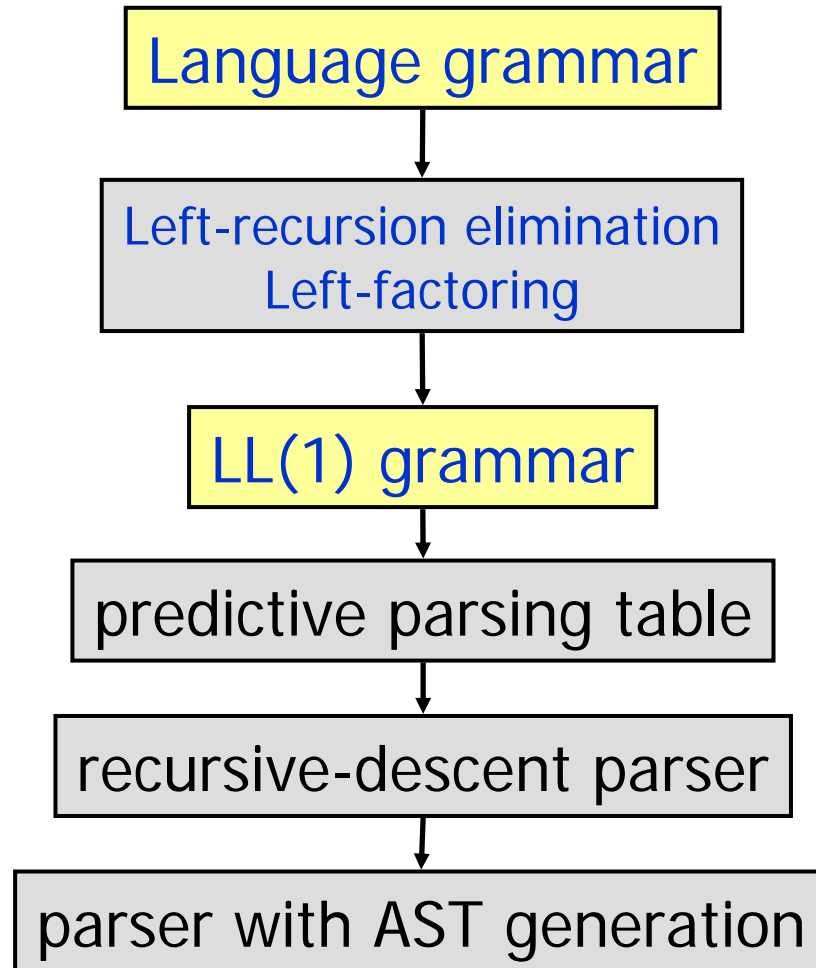 Language grammar
Left-recursion elimination
Left-factoring
LL(1) grammar
predictive parsing table
recursive-descent parser
parser with AST generation